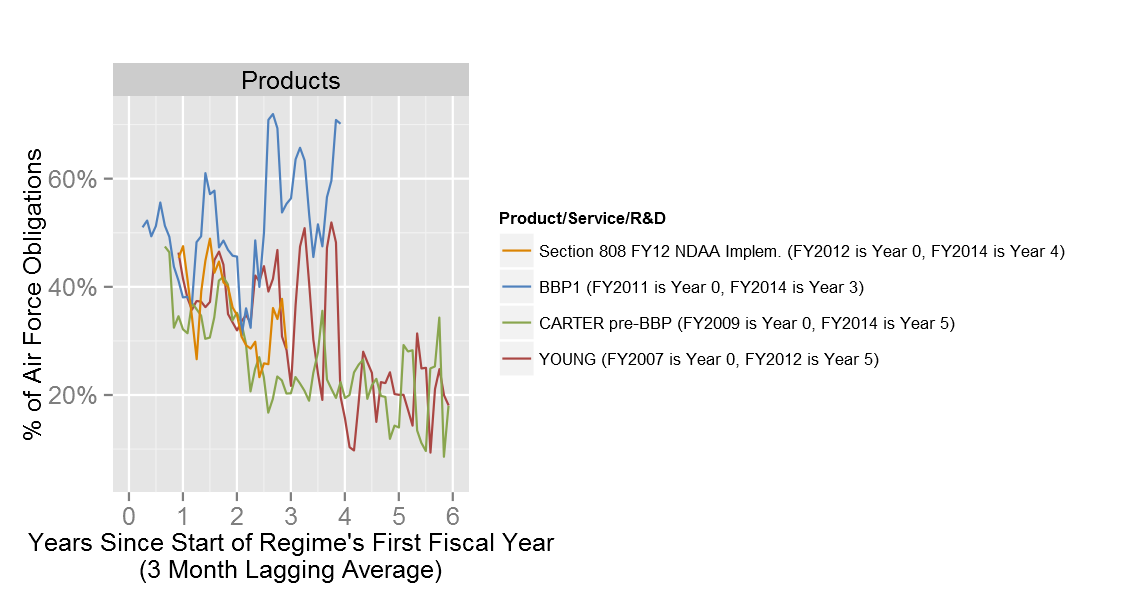 Products
% of Air Force Obligations
60%
40%
20%
0 1 2 3 4 5 6
Years Since Start of Regime's First Fiscal Year
(3 Month Lagging Average)
Product/Service/R&D
Section 808 FY12 NDAA Implem. (FY2012 is Year 0, FY2014 is Year 4)
BBP1 (FY2011 is Year 0, FY2014 is Year 3)
CARTER pre-BBP (FY2009 is Year 0, FY2014 is Year 5)
YOUNG (FY2007 is Year 0, FY2012 is Year 5)